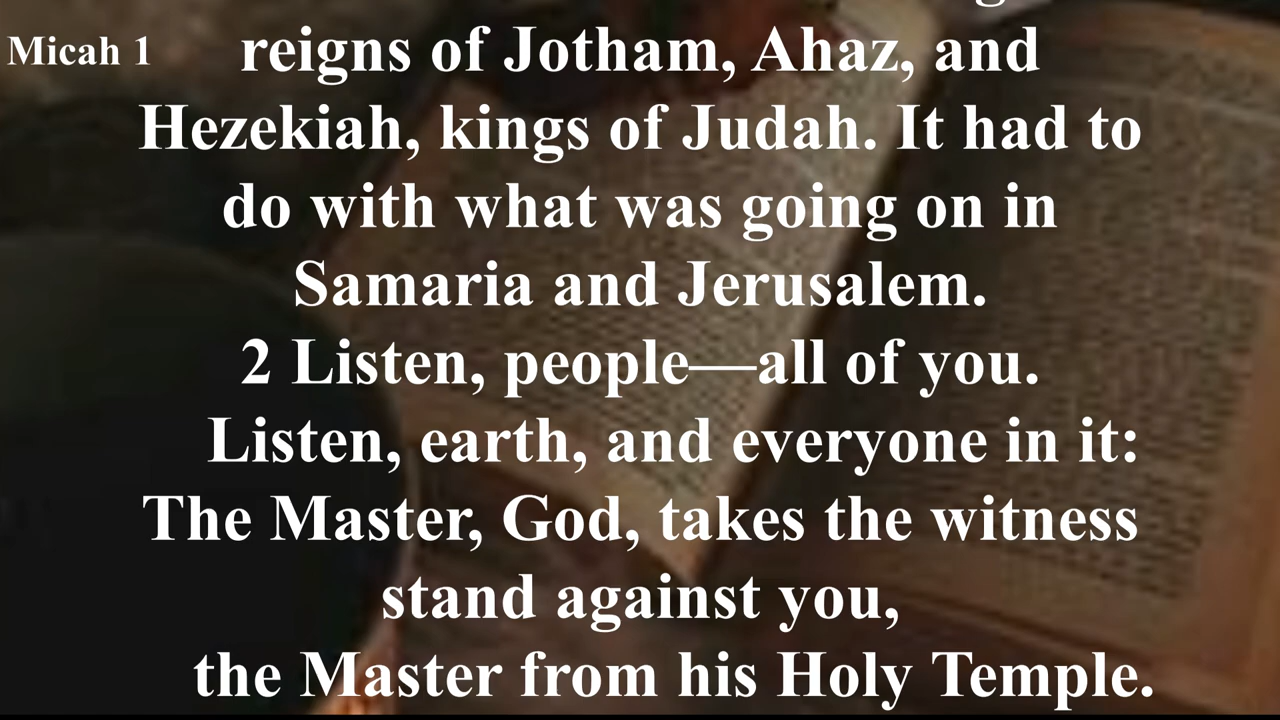 Micah 1
reigns of Jotham, Ahaz, and
Hezekiah, kings of Judah. It had to
do with what was going on in
Samaria and Jerusalem.
2 Listen, people—all of you.
Listen, earth, and everyone in it:
The Master, God, takes the witness
stand against you,
the Master from his Holy Temple.